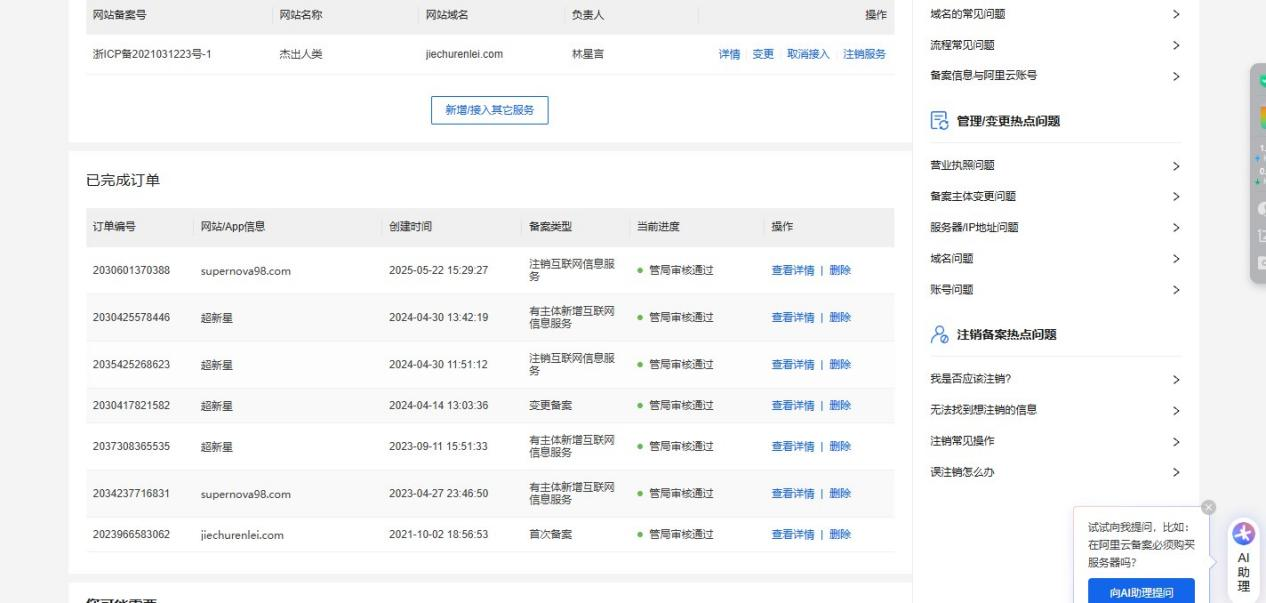 网站备案号 网站名称 网站域名 负责人 操作
浙ICP备2021031223号-1 杰出人类 jiechurenlei.com 林星言 详情 变更 取消接入 注销服务
新增/接入其它服务
已完成订单
订单编号 网站/App信息 创建时间 备案类型 当前进度 操作
2030601370388 supernova98.com 2025-05-22 15:29:27 注销互联网信息服务 管局审核通过 查看详情 | 删除
2030425578446 超新星 2024-04-30 13:42:19 有主体新增互联网信息服务 管局审核通过 查看详情 | 删除
2035425268623 超新星 2024-04-30 11:51:12 注销互联网信息服务 管局审核通过 查看详情 | 删除
2030417821582 超新星 2024-04-14 13:03:36 变更备案 管局审核通过 查看详情 | 删除
2037308365535 超新星 2023-09-11 15:51:33 有主体新增互联网信息服务 管局审核通过 查看详情 | 删除
2034237716831 supernova98.com 2023-04-27 23:46:50 有主体新增互联网信息服务 管局审核通过 查看详情 | 删除
2023966583062 jiechurenlei.com 2021-10-02 18:56:53 首次备案 管局审核通过 查看详情 | 删除
您可能需要
域名的常见问题
流程常见问题
备案信息与阿里云账号
管理/变更热点问题
营业执照问题
备案主体变更问题
服务器/IP地址问题
域名问题
账号问题
注销备案热点问题
我是否应该注销?
无法找到想注销的信息
注销常见操作
误注销怎么办
试试向我提问，比如：
在阿里云备案必须购买
服务器吗?
向AI助理提问
AI
助
理